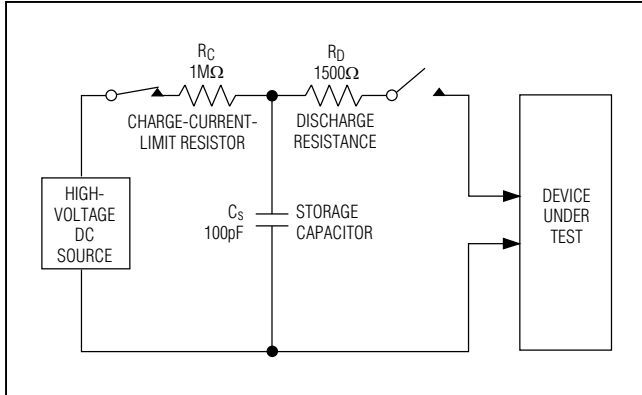 RC
1MΩ
CHARGE-CURRENT-
LIMIT RESISTOR
RD
1500Ω
DISCHARGE
RESISTANCE
HIGH-
VOLTAGE
DC
SOURCE
Cs
100pF
STORAGE
CAPACITOR
DEVICE
UNDER
TEST